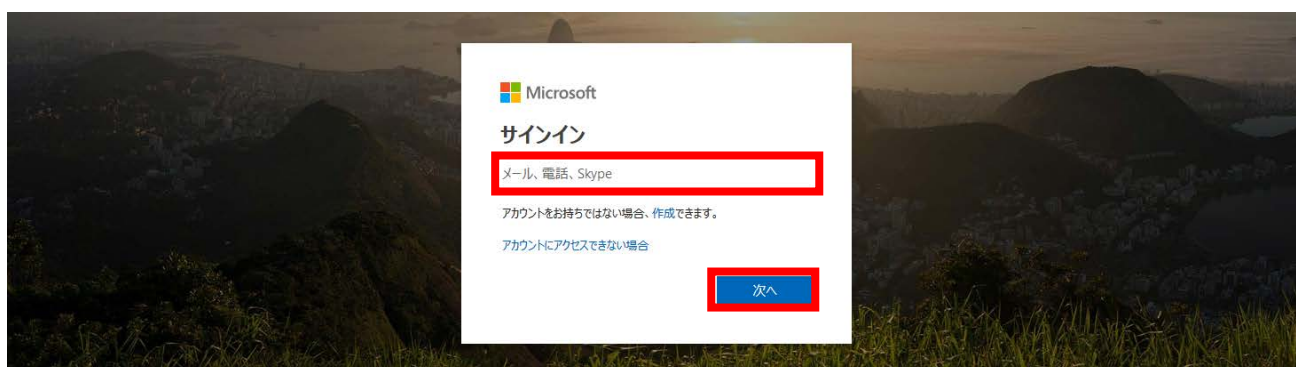 Microsoft
サインイン
メール、電話、Skype
アカウントをお持ちではない場合、作成できます。
アカウントにアクセスできない場合
次へ